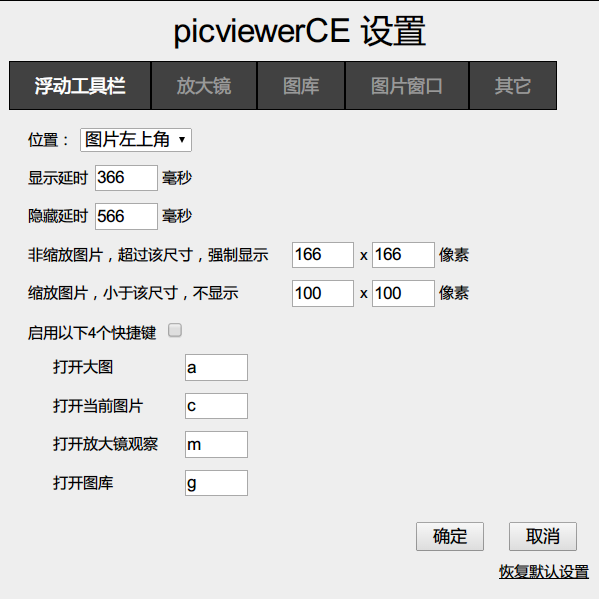 picviewerCE 设置
浮动工具栏 放大镜 图库 图片窗口 其它
位置： 图片左上角
显示延时 366 毫秒
隐藏延时 566 毫秒
非缩放图片，超过该尺寸，强制显示 166 x 166 像素
缩放图片，小于该尺寸，不显示 100 x 100 像素
启用以下4个快捷键
打开大图 a
打开当前图片 c
打开放大镜观察 m
打开图库 g
确定 取消
恢复默认设置